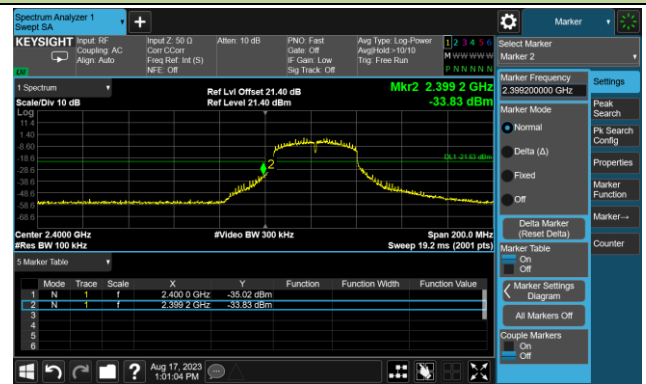 Spectrum Analyzer 1
Swept SA
+
Marker
KEYSIGHT
Input: RF
Coupling: AC
Align: Auto
Input Z: 50 Ω
Corr CCorr
Freq Ref: Int (S)
NFE: Off
Atten: 10 dB
PNO: Fast
Gate: Off
IF Gain: Low
Sig Track: Off
Avg Type: Log-Power
Avg|Hold:>10/10
Trig: Free Run
1 2 3 4 5 6
M W W W W W
P N N N N N
Select Marker
Marker 2
1 Spectrum
Scale/Div 10 dB
Log
Ref Lvl Offset 21.40 dB
Ref Level 21.40 dBm
Mkr2 2.399 2 GHz
-33.83 dBm
11.4
1.40
-8.60
-18.6
-28.6
-38.6
-48.6
-58.6
-68.6
2
DL1 -21.63 dBm
Center 2.4000 GHz
#Res BW 100 kHz
#Video BW 300 kHz
Span 200.0 MHz
Sweep 19.2 ms (2001 pts)
5 Marker Table
Mode Trace Scale X Y Function Function Width Function Value
1 N 1 f 2.400 0 GHz -35.02 dBm
2 N 1 f 2.399 2 GHz -33.83 dBm
3
4
5
6
Marker Frequency
2.399200000 GHz
Marker Mode
Normal
Delta (Δ)
Fixed
Off
Delta Marker
(Reset Delta)
Marker Table
On
Off
Marker Settings
Diagram
All Markers Off
Couple Markers
On
Off
Settings
Peak
Search
Pk Search
Config
Properties
Marker
Function
Marker→
Counter
?
Aug 17, 2023
1:01:04 PM